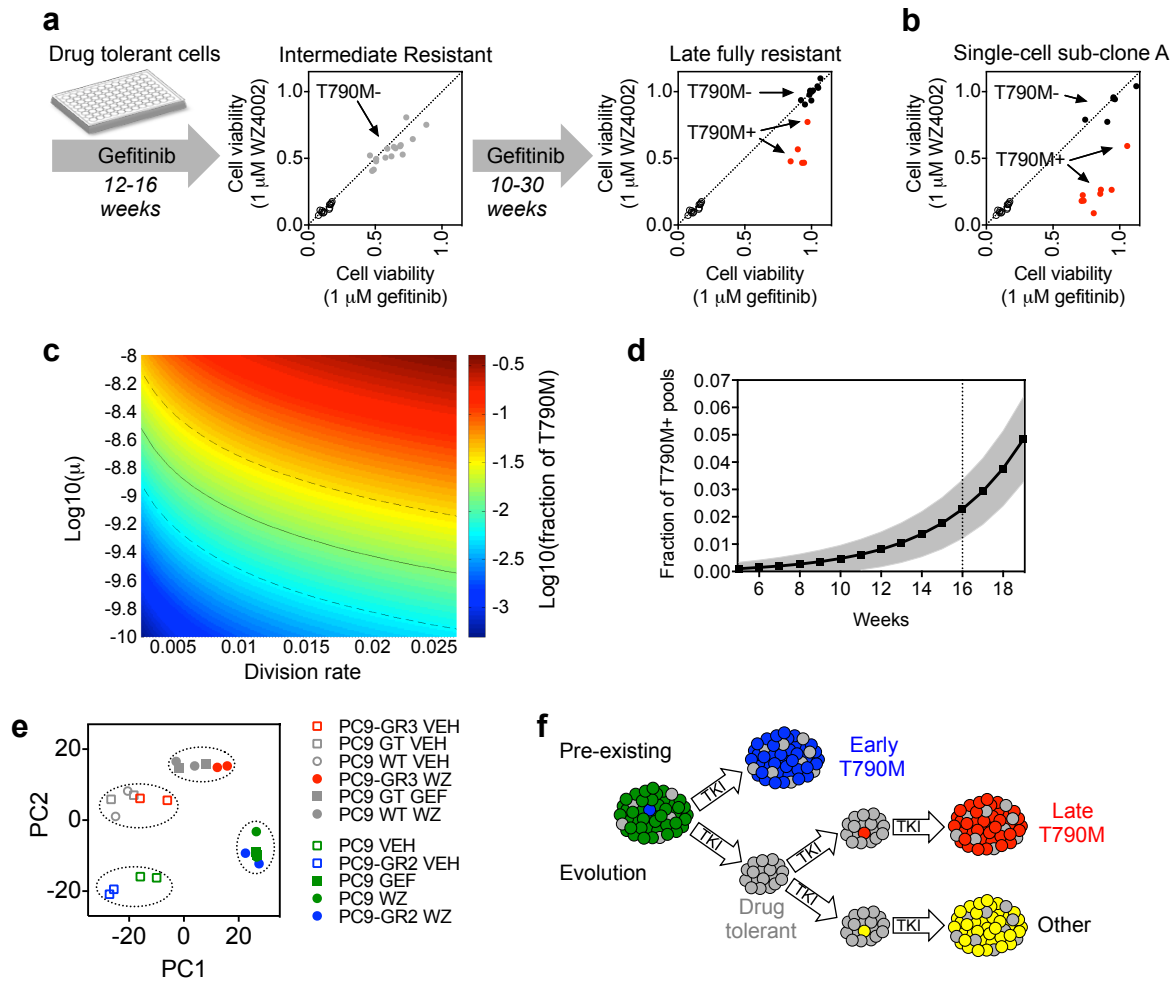 a
Drug tolerant cells
Gefitinib
12-16
weeks
Intermediate Resistant
T790M-
Cell viability
(1 μM WZ4002)
1.0
0.5
0.0
0.0
0.5
1.0
Cell viability
(1 μM gefitinib)
Gefitinib
10-30
weeks
Late fully resistant
T790M-
T790M+
Cell viability
(1 μM WZ4002)
1.0
0.5
0.0
0.0
0.5
1.0
Cell viability
(1 μM gefitinib)
b
Single-cell sub-clone A
T790M-
T790M+
Cell viability
(1 μM WZ4002)
1.0
0.5
0.0
0.0
0.5
1.0
Cell viability
(1 μM gefitinib)
c
Log10(μ)
-8
-8.2
-8.4
-8.6
-8.8
-9
-9.2
-9.4
-9.6
-9.8
-10
0.005
0.01
0.015
0.02
0.025
Division rate
-0.5
-1
-1.5
-2
-2.5
-3
Log10(fraction of T790M)
d
Fraction of T790M+ pools
0.07
0.06
0.05
0.04
0.03
0.02
0.01
0.00
6
8
10
12
14
16
18
Weeks
e
PC2
20
0
-20
-20
0
20
PC1
PC9-GR3 VEH
PC9 GT VEH
PC9 WT VEH
PC9-GR3 WZ
PC9 GT GEF
PC9 WT WZ
PC9 VEH
PC9-GR2 VEH
PC9 GEF
PC9 WZ
PC9-GR2 WZ
f
Pre-existing
Evolution
TKI
TKI
Early
T790M
Drug
tolerant
TKI
TKI
TKI
Late
T790M
TKI
Other